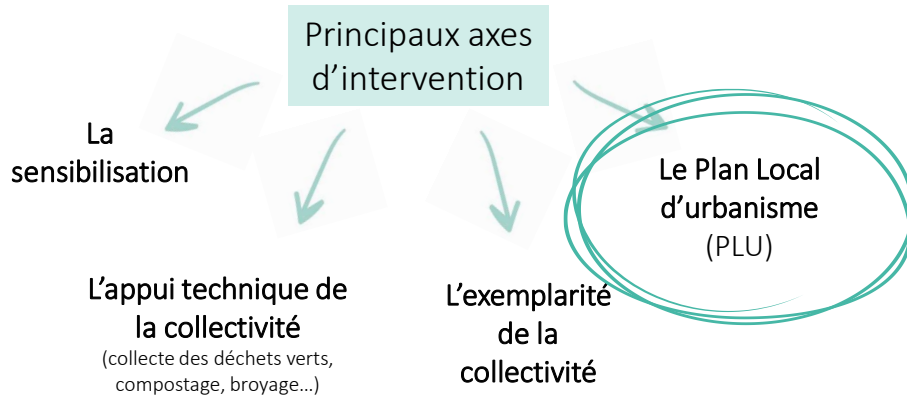 Principaux axes
d'intervention
La
sensibilisation
L'appui technique de
la collectivité
(collecte des déchets verts,
compostage, broyage...)
L'exemplarité
de la
collectivité
Le Plan Local
d'urbanisme
(PLU)